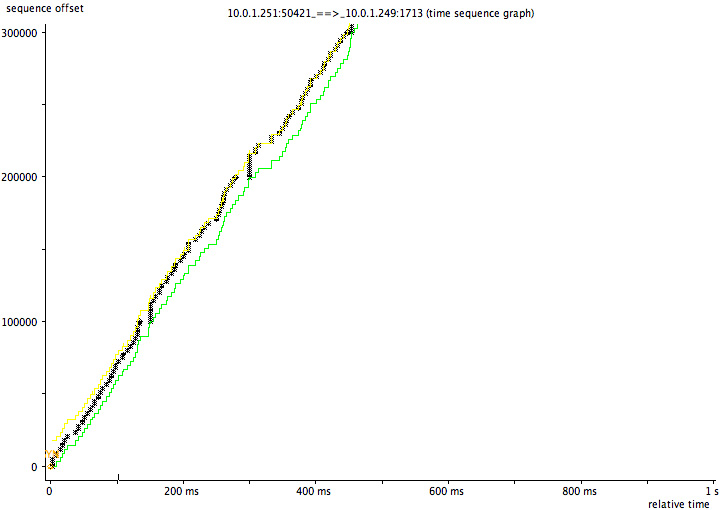 sequence offset
10.0.1.251:50421_==>_10.0.1.249:1713 (time sequence graph)
300000
200000
100000
0
0 200 ms 400 ms 600 ms 800 ms 1 s
relative time